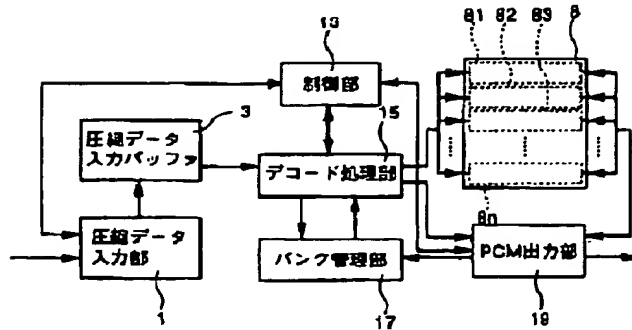 81
82
83
8
13
制御部
3
15
圧縮データ
入力バッファ
デコード処理部
8n
圧縮データ
入力部
バンク管理部
PCM出力部
1
17
19